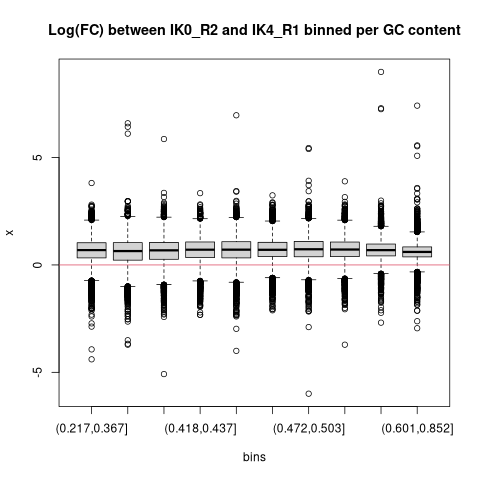 Log(FC) between IK0_R2 and IK4_R1 binned per GC content
x
5
0
-5
(0.217,0.367]
(0.418,0.437]
(0.472,0.503]
(0.601,0.852]
bins